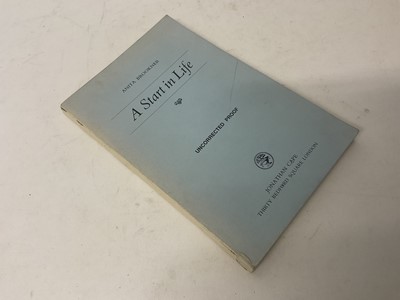 ANITA BROOKNER
A Start in Life
UNCORRECTED PROOF
JONATHAN CAPE
THIRTY BEDFORD SQUARE LONDON